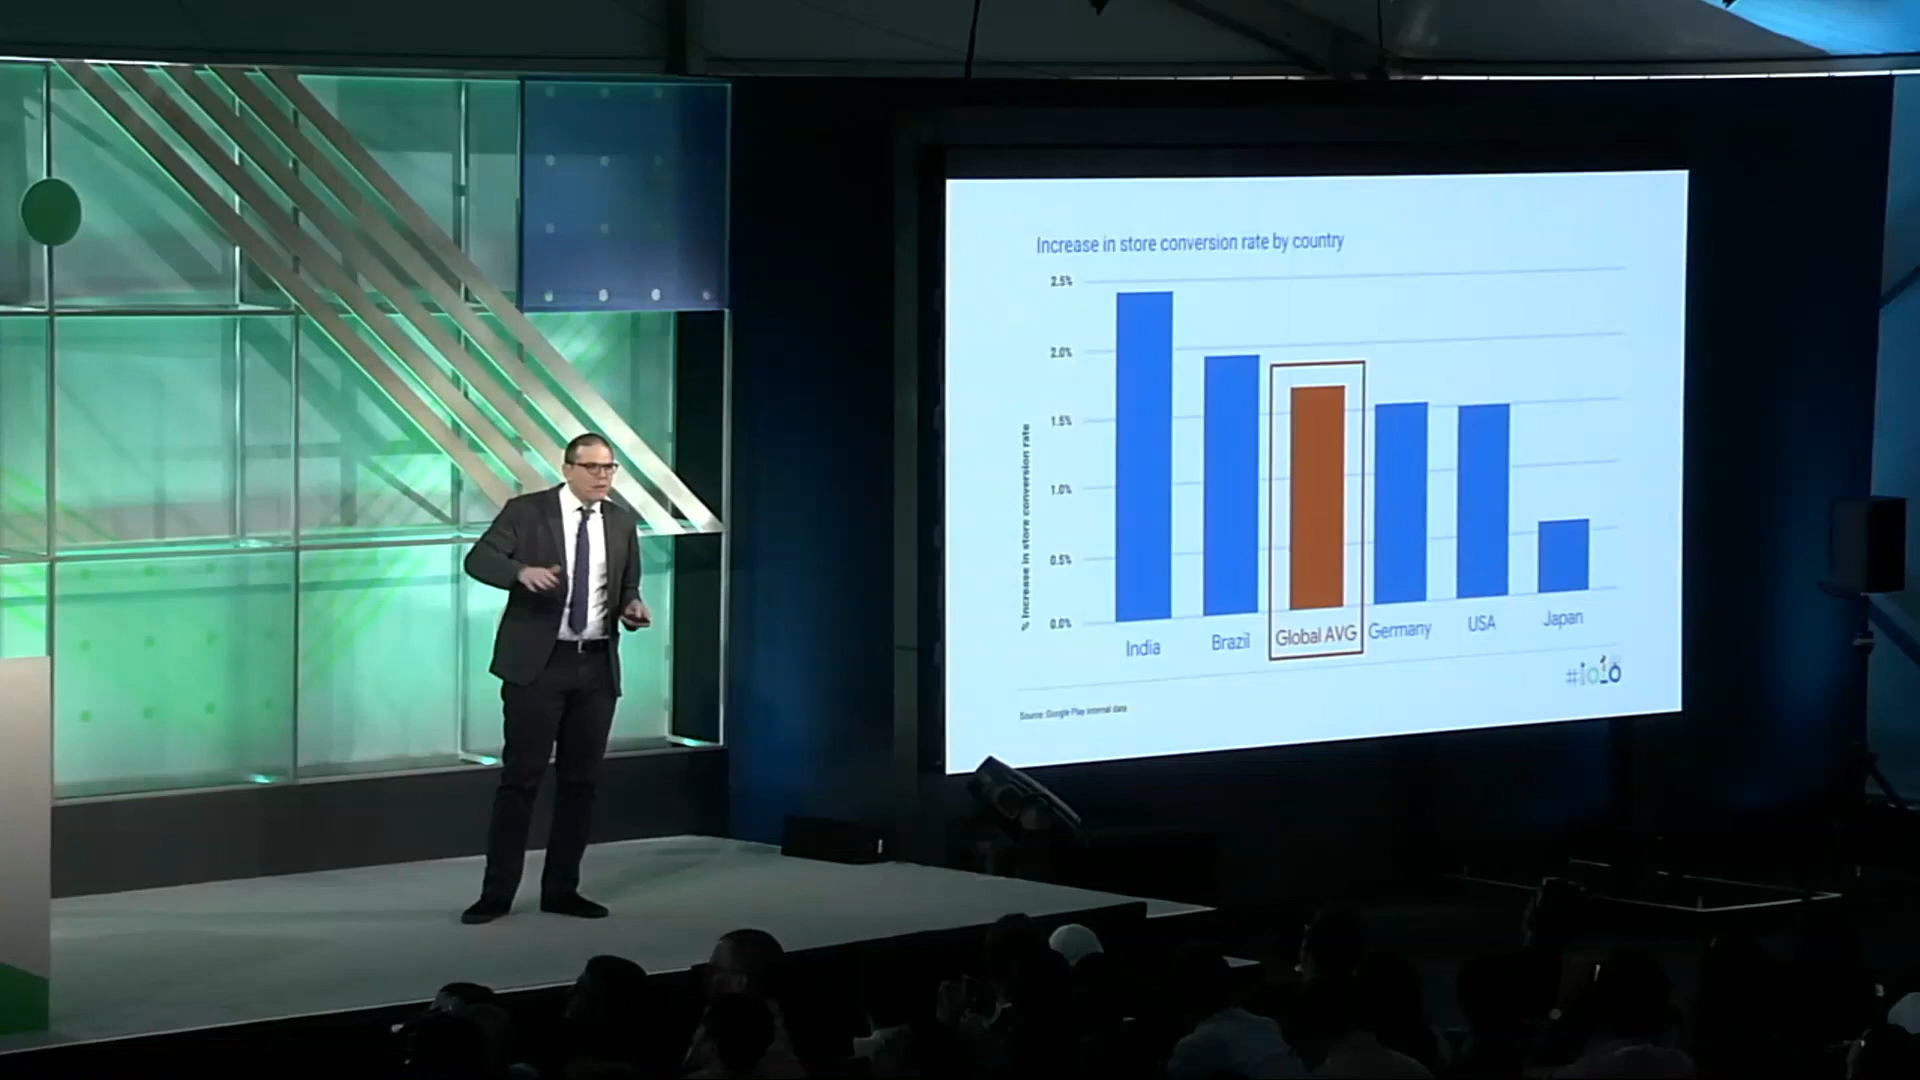 Increase in store conversion rate by country
2.5%
2.0%
1.5%
1.0%
0.5%
0.0%
% Increase in store conversion rate
India
Brazil
Global AVG
Germany
USA
Japan
#io18
Source: Google Play internal data